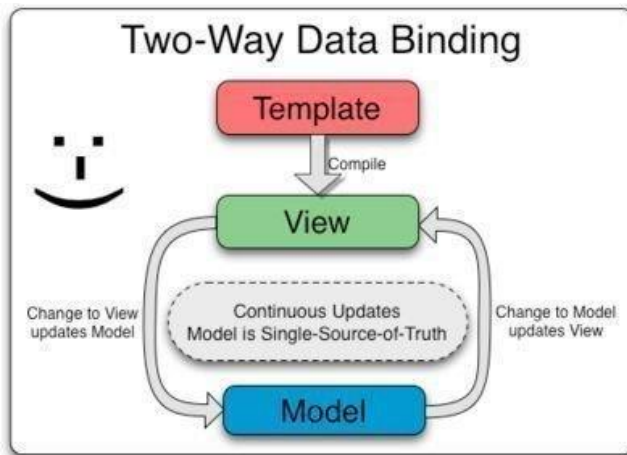 Two-Way Data Binding
Template
Compile
View
Change to View
updates Model
Continuous Updates
Model is Single-Source-of-Truth
Change to Model
updates View
Model